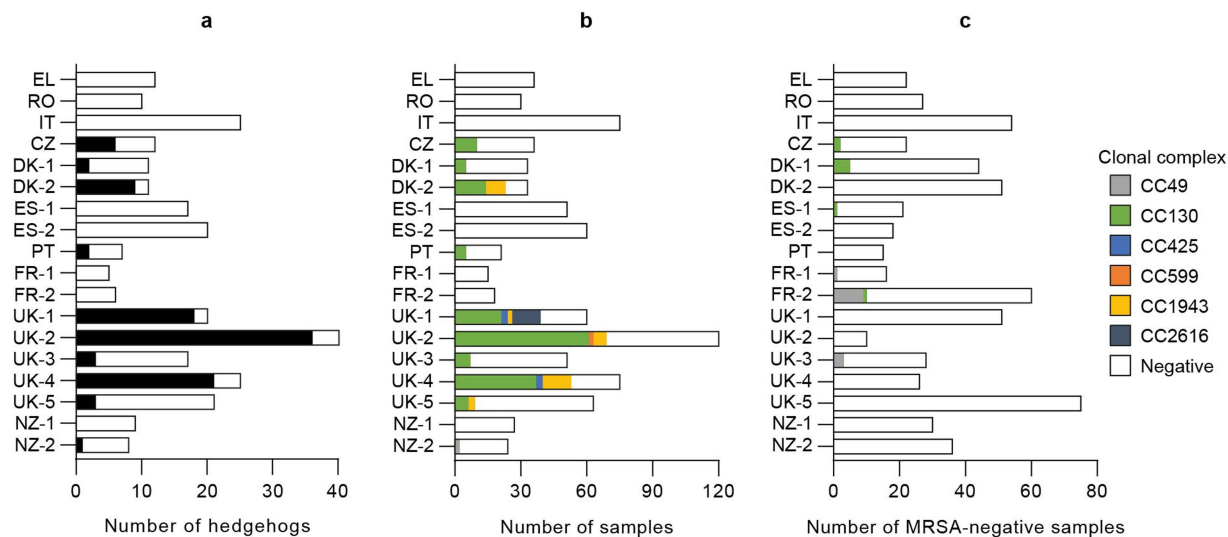 a
EL
RO
IT
CZ
DK-1
DK-2
ES-1
ES-2
PT
FR-1
FR-2
UK-1
UK-2
UK-3
UK-4
UK-5
NZ-1
NZ-2
0 10 20 30 40
Number of hedgehogs
b
EL
RO
IT
CZ
DK-1
DK-2
ES-1
ES-2
PT
FR-1
FR-2
UK-1
UK-2
UK-3
UK-4
UK-5
NZ-1
NZ-2
0 30 60 90 120
Number of samples
c
EL
RO
IT
CZ
DK-1
DK-2
ES-1
ES-2
PT
FR-1
FR-2
UK-1
UK-2
UK-3
UK-4
UK-5
NZ-1
NZ-2
0 20 40 60 80
Number of MRSA-negative samples
Clonal complex
CC49
CC130
CC425
CC599
CC1943
CC2616
Negative